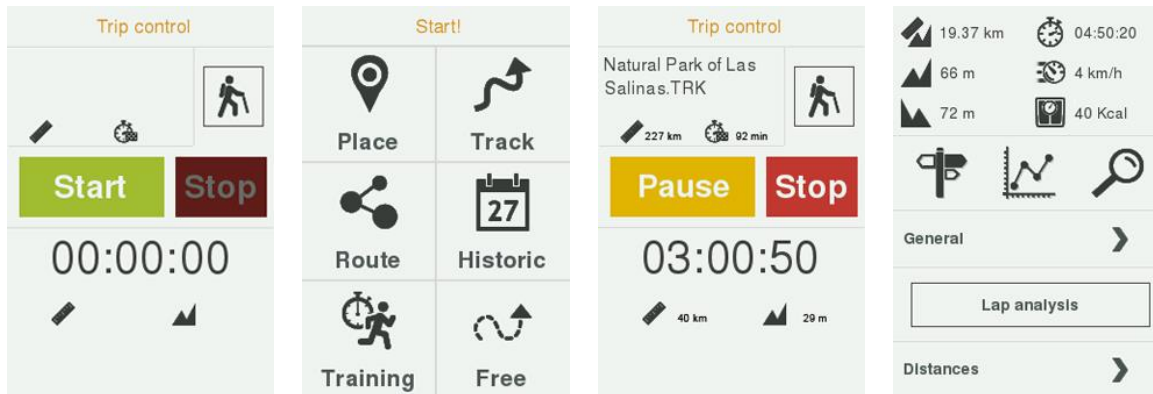 Trip control
Start Stop
00:00:00
Start!
Place Track
27
Route Historic
Training Free
Trip control
Natural Park of Las
Salinas.TRK
227 km 92 min
Pause Stop
03:00:50
40 km 29 m
19.37 km 04:50:20
66 m 4 km/h
72 m 40 Kcal
General
Lap analysis
Distances